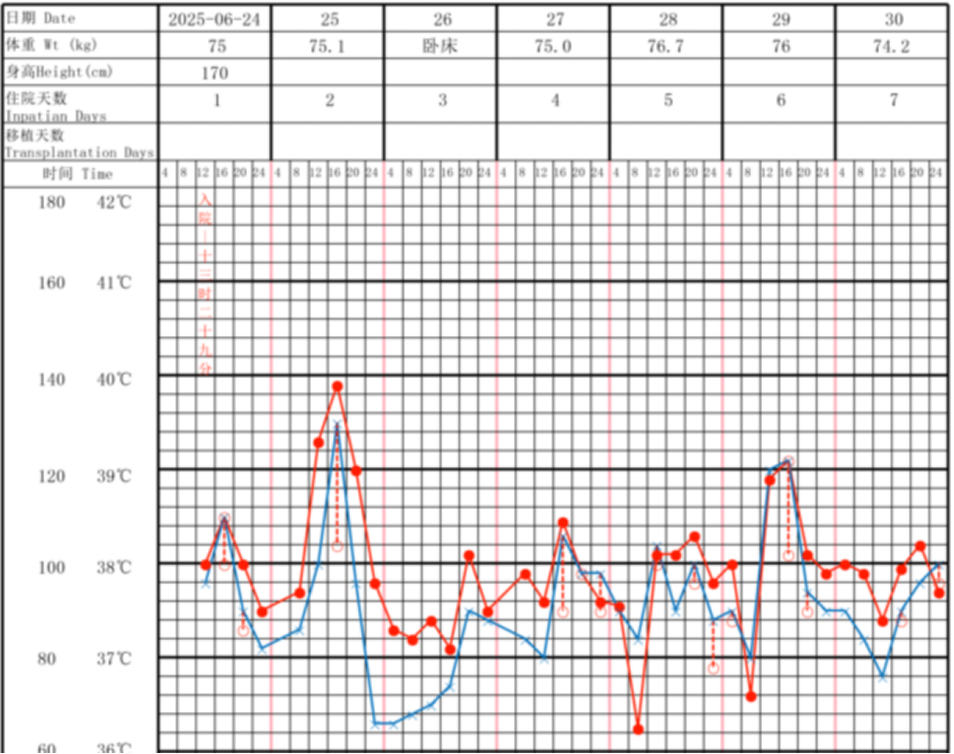 日期 Date 2025-06-24 25 26 27 28 29 30
体重 Wt (kg) 75 75.1 卧床 75.0 76.7 76 74.2
身高Height(cm) 170
住院天数 1 2 3 4 5 6 7
Inpatian Days
移植天数
Transplantation Days
时间 Time 4 8 12 16 20 24 4 8 12 16 20 24 4 8 12 16 20 24 4 8 12 16 20 24 4 8 12 16 20 24 4 8 12 16 20 24 4 8 12 16 20 24
180 42℃
入院|十三时二十九分
160 41℃
140 40℃
120 39℃
100 38℃
80 37℃
60 36℃